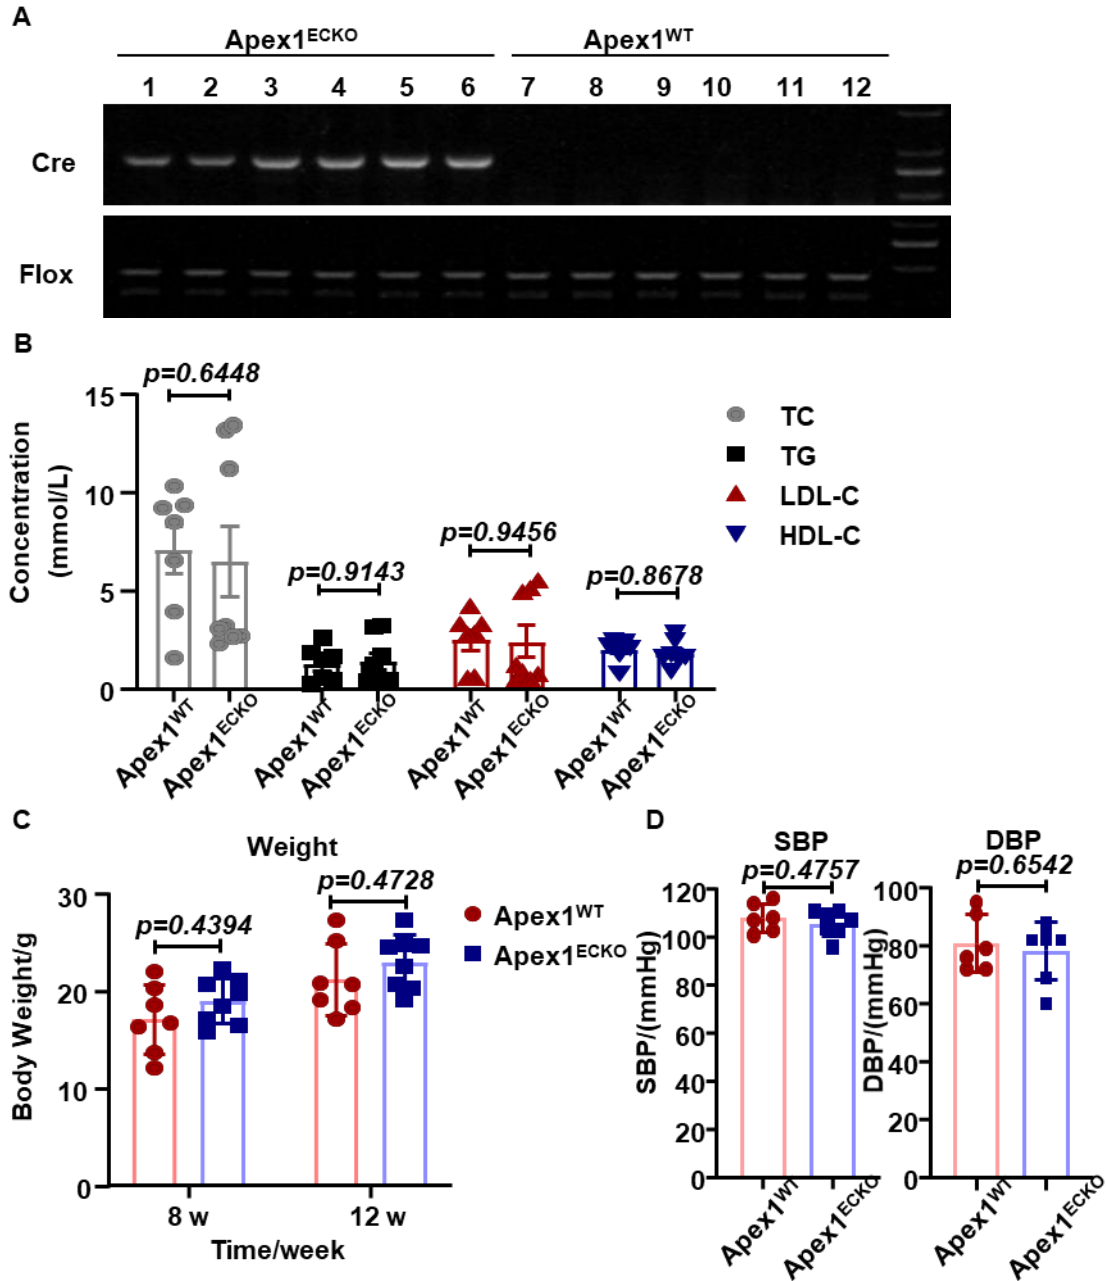 A
Apex1ECKO Apex1WT
1 2 3 4 5 6 7 8 9 10 11 12
Cre
Flox
B
p=0.6448
p=0.9143
p=0.9456
p=0.8678
Concentration
(mmol/L)
15
10
5
0
TC
TG
LDL-C
HDL-C
Apex1WT Apex1ECKO Apex1WT Apex1ECKO Apex1WT Apex1ECKO Apex1WT Apex1ECKO
C
Weight
p=0.4394
p=0.4728
Body Weight/g
30
20
10
0
8 w 12 w
Time/week
Apex1WT
Apex1ECKO
D
SBP
p=0.4757
SBP/(mmHg)
120
100
80
60
40
20
0
Apex1WT Apex1ECKO
DBP
p=0.6542
DBP/(mmHg)
100
80
60
40
20
0
Apex1WT Apex1ECKO